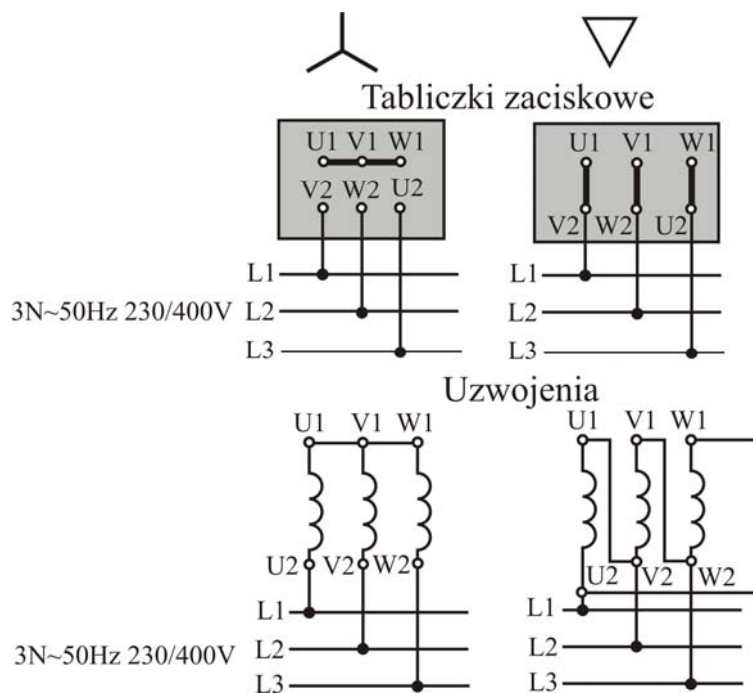 Tabliczki zaciskowe
U1 V1 W1
V2 W2 U2
L1
3N~50Hz 230/400V L2
L3
U1 V1 W1
V2 W2 U2
L1
L2
L3
Uzwojenia
U1 V1 W1
U2 V2 W2
L1
3N~50Hz 230/400V L2
L3
U1 V1 W1
U2 V2 W2
L1
L2
L3